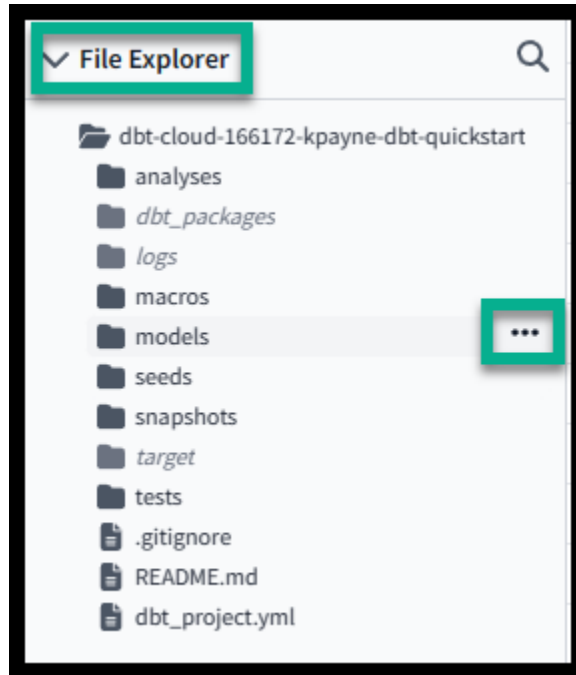 File Explorer
dbt-cloud-166172-kpayne-dbt-quickstart
analyses
dbt_packages
logs
macros
models
seeds
snapshots
target
tests
.gitignore
README.md
dbt_project.yml